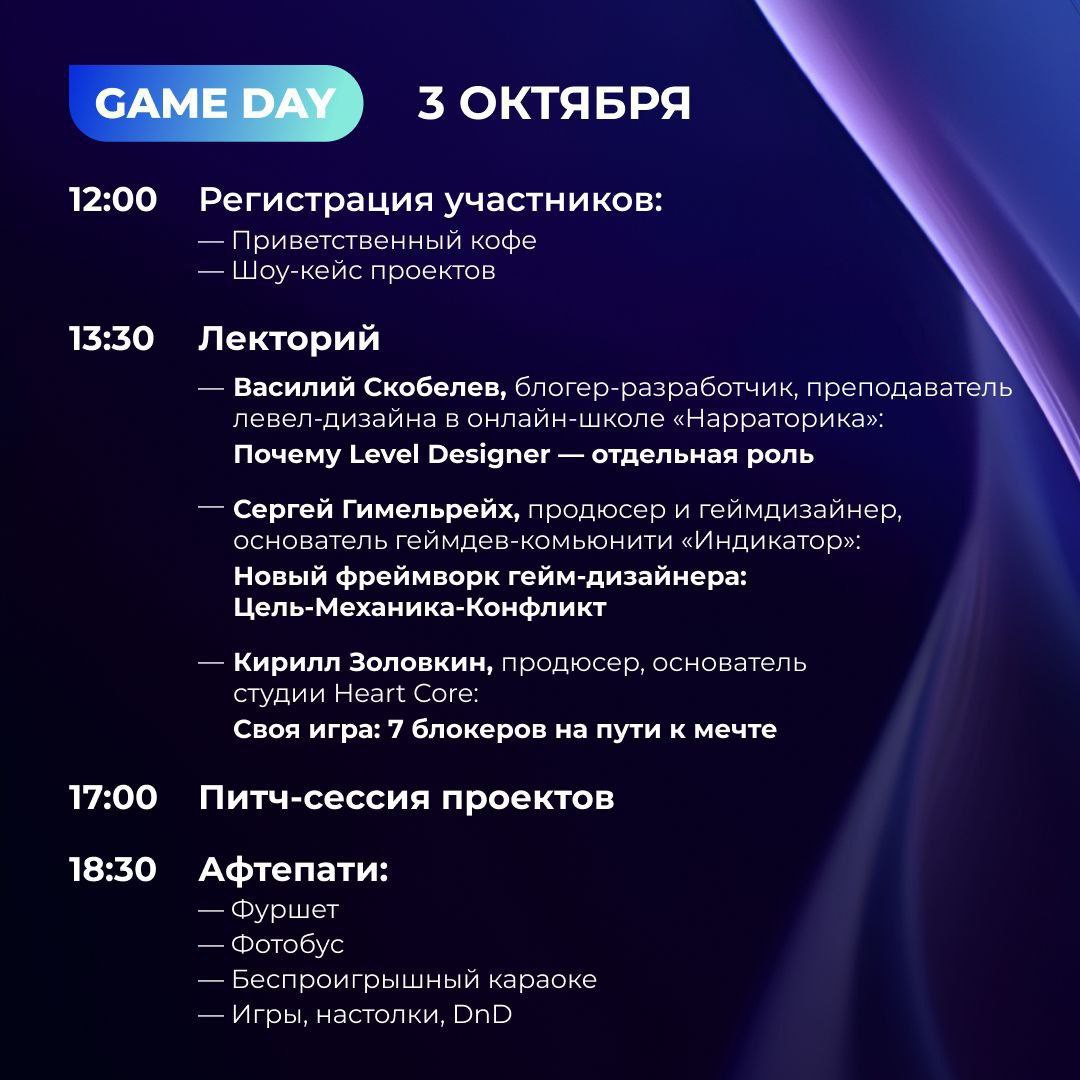 GAME DAY 3 ОКТЯБРЯ
12:00 Регистрация участников:
— Приветственный кофе
— Шоу-кейс проектов
13:30 Лекторий
— Василий Скобелев, блогер-разработчик, преподаватель
левел-дизайна в онлайн-школе «Нарраторика»:
Почему Level Designer — отдельная роль
— Сергей Гимельрейх, продюсер и геймдизайнер,
основатель геймдев-комьюнити «Индикатор»:
Новый фреймворк гейм-дизайнера:
Цель-Механика-Конфликт
— Кирилл Золовкин, продюсер, основатель
студии Heart Core:
Своя игра: 7 блокеров на пути к мечте
17:00 Питч-сессия проектов
18:30 Афтепати:
— Фуршет
— Фотобус
— Беспроигрышный караоке
— Игры, настолки, DnD